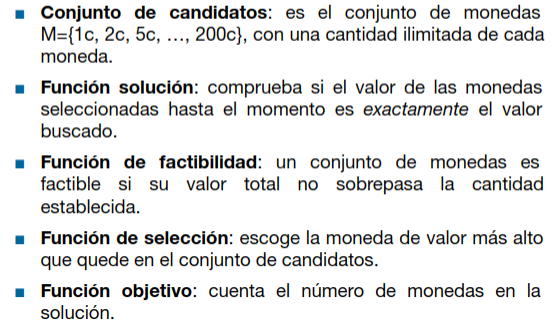 ■ Conjunto de candidatos: es el conjunto de monedas
M={1c, 2c, 5c, …, 200c}, con una cantidad ilimitada de cada
moneda.
■ Función solución: comprueba si el valor de las monedas
seleccionadas hasta el momento es exactamente el valor
buscado.
■ Función de factibilidad: un conjunto de monedas es
factible si su valor total no sobrepasa la cantidad
establecida.
■ Función de selección: escoge la moneda de valor más alto
que quede en el conjunto de candidatos.
■ Función objetivo: cuenta el número de monedas en la
solución.